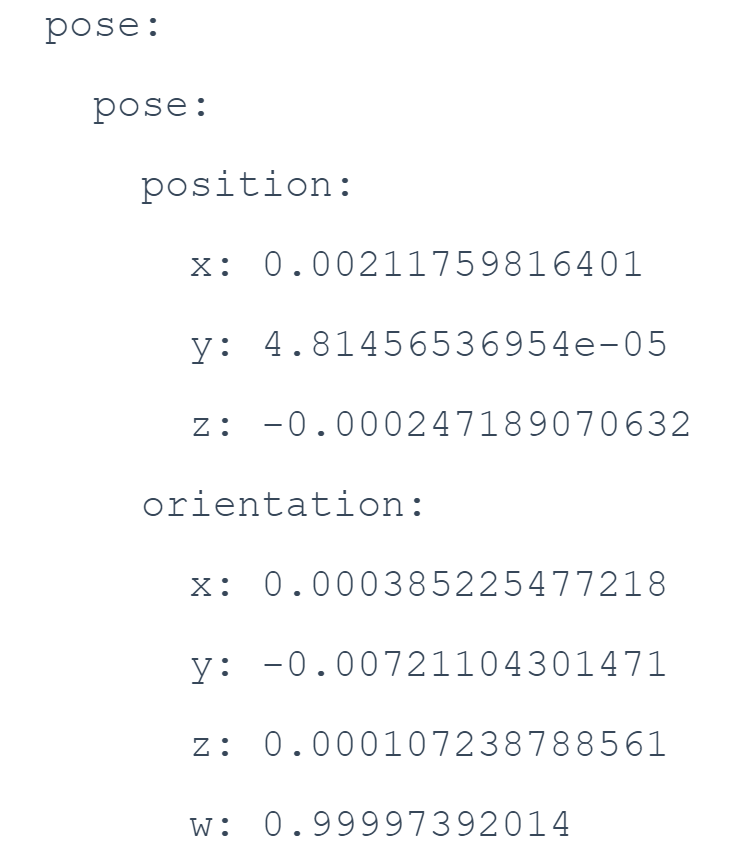 pose:
pose:
position:
x: 0.00211759816401
y: 4.81456536954e-05
z: -0.000247189070632
orientation:
x: 0.000385225477218
y: -0.00721104301471
z: 0.000107238788561
w: 0.99997392014